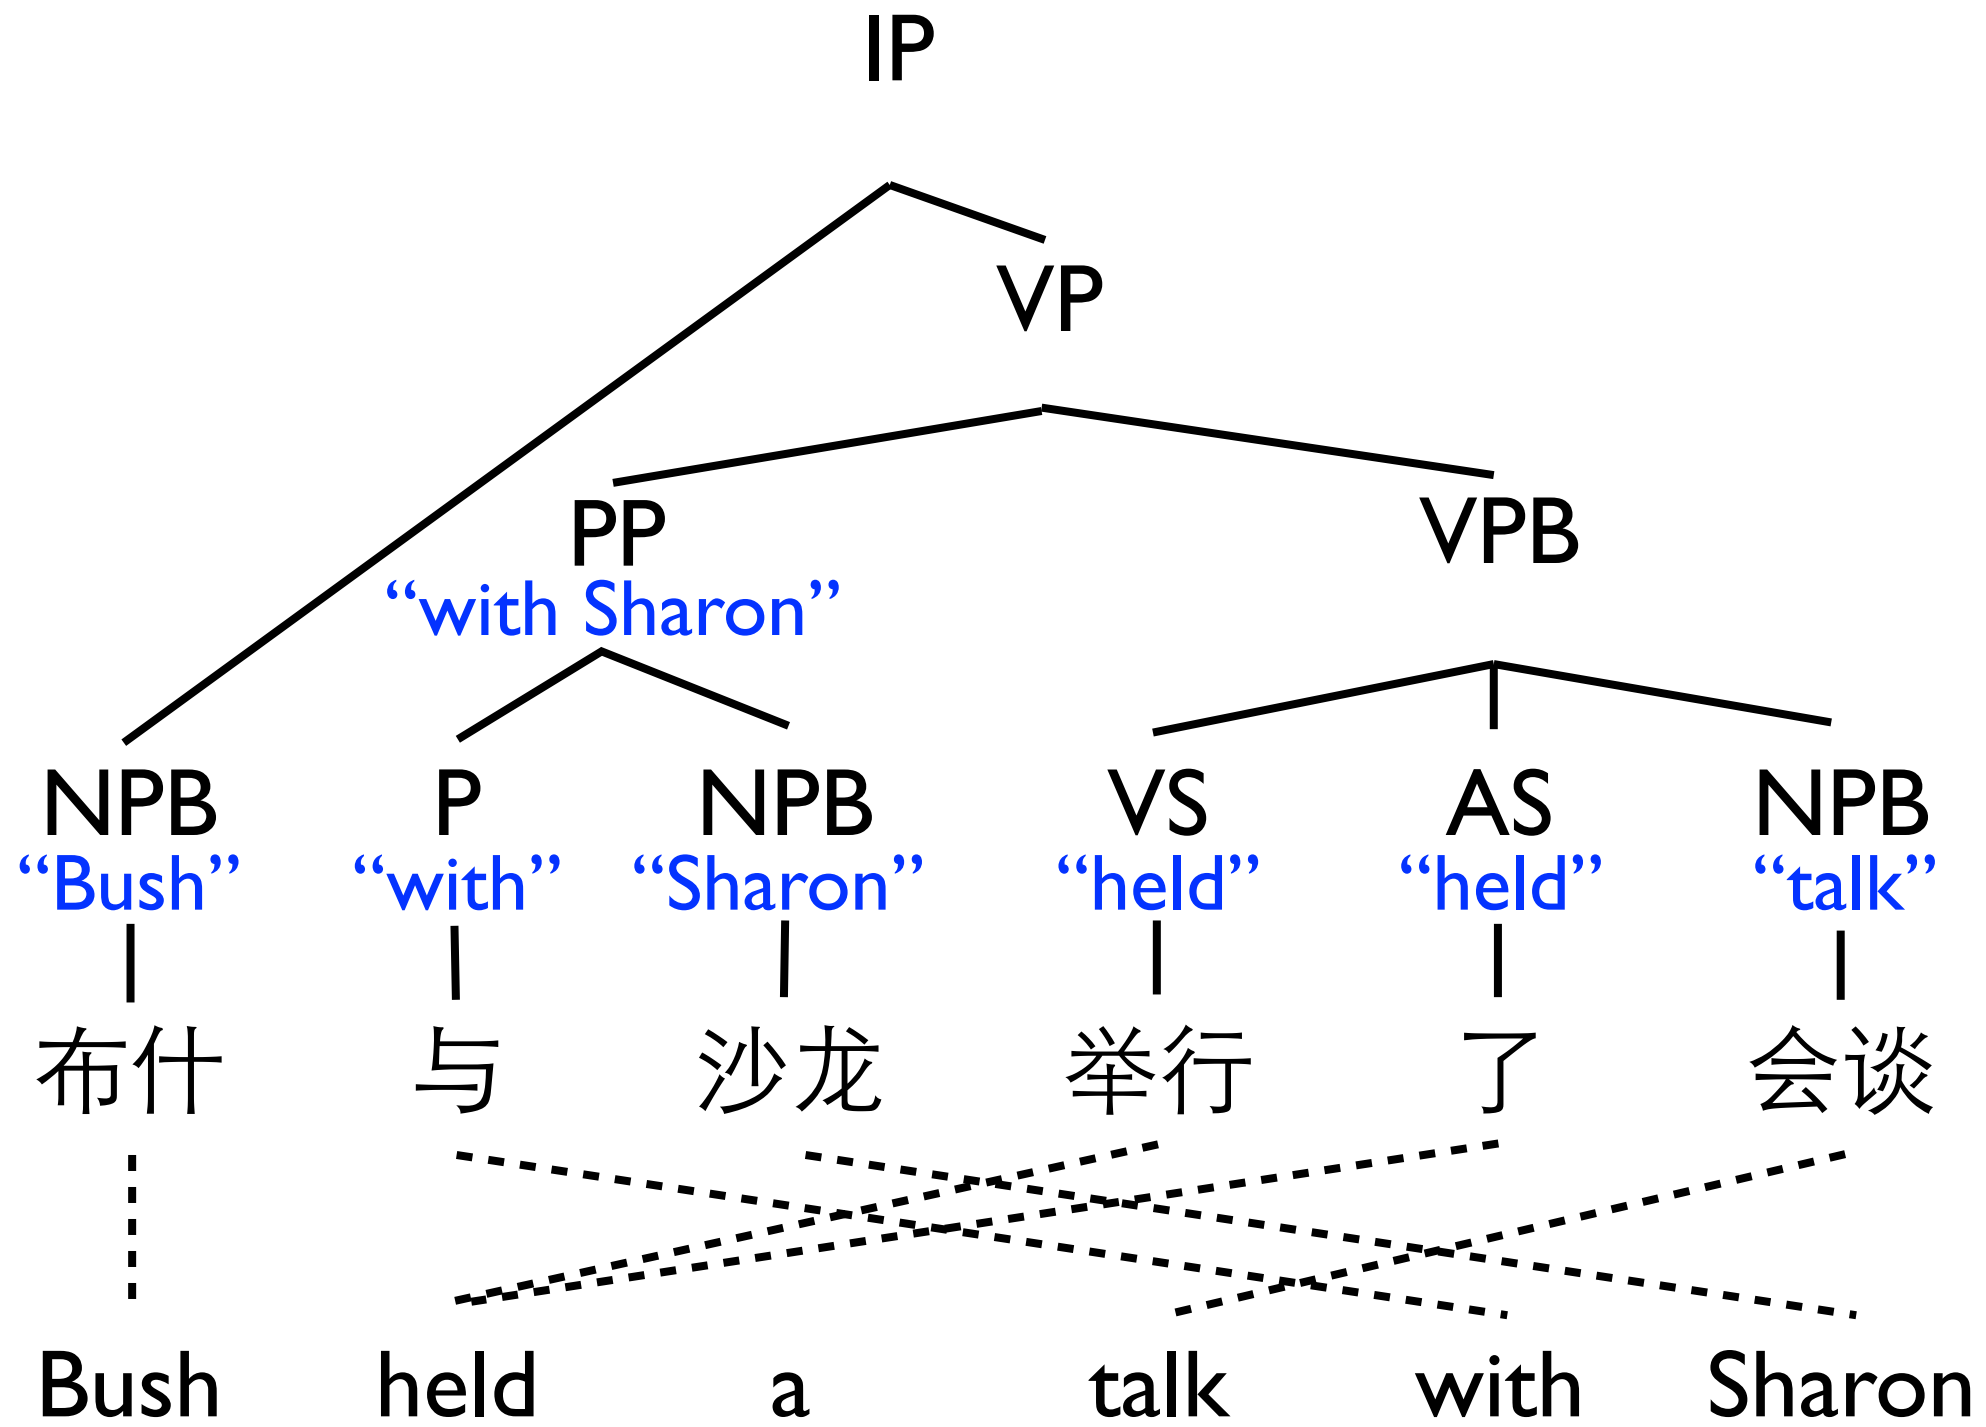 IP
VP
PP VPB
“with Sharon”
NPB P NPB VS AS NPB
“Bush” “with” “Sharon” “held” “held” “talk”
布什 与 沙龙 举行 了 会谈
Bush held a talk with Sharon